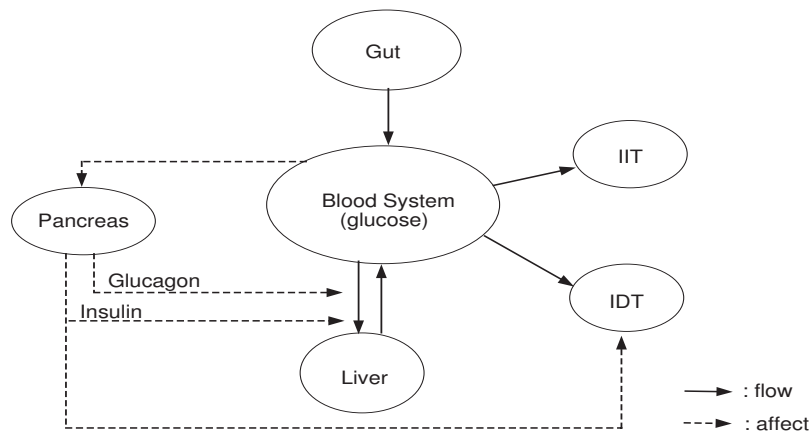 Gut
IIT
Blood System
(glucose)
Pancreas
Glucagon
Insulin
IDT
Liver
: flow
: affect